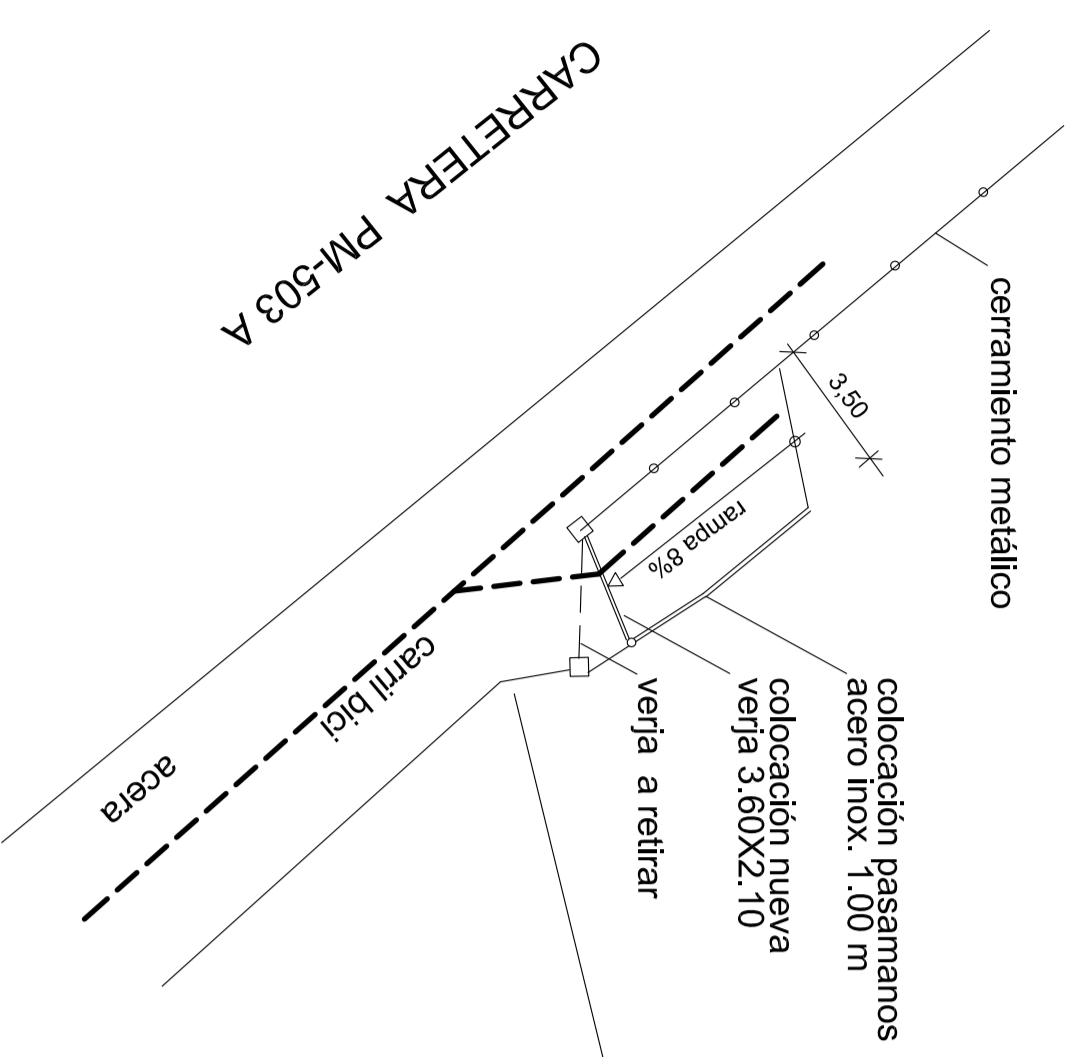 CARRETERA PM-503 A
cerramiento metálico
3,50
rampa 8%
colocación pasamanos
acero inox. 1.00 m
colocación nueva
verja 3.60X2.10
verja a retirar
carril bici
acera